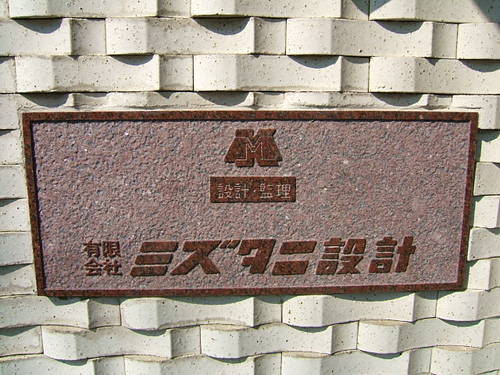 M
設計・監理
有限会社 ミズタニ設計